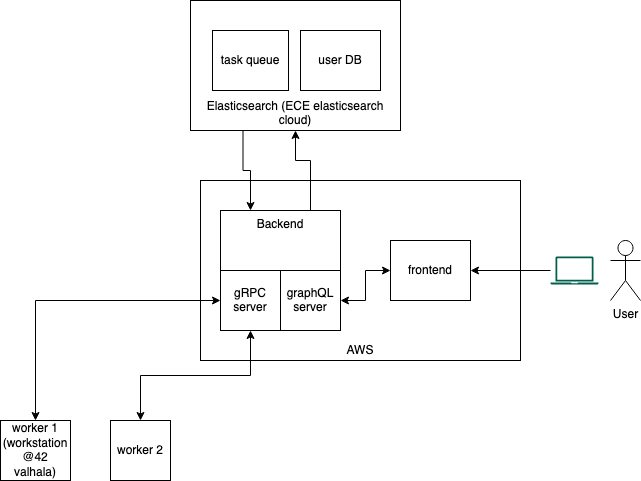 task queue
user DB
Elasticsearch (ECE elasticsearch
cloud)
Backend
gRPC
server
graphQL
server
frontend
AWS
User
worker 1
(workstation
@42
valhala)
worker 2